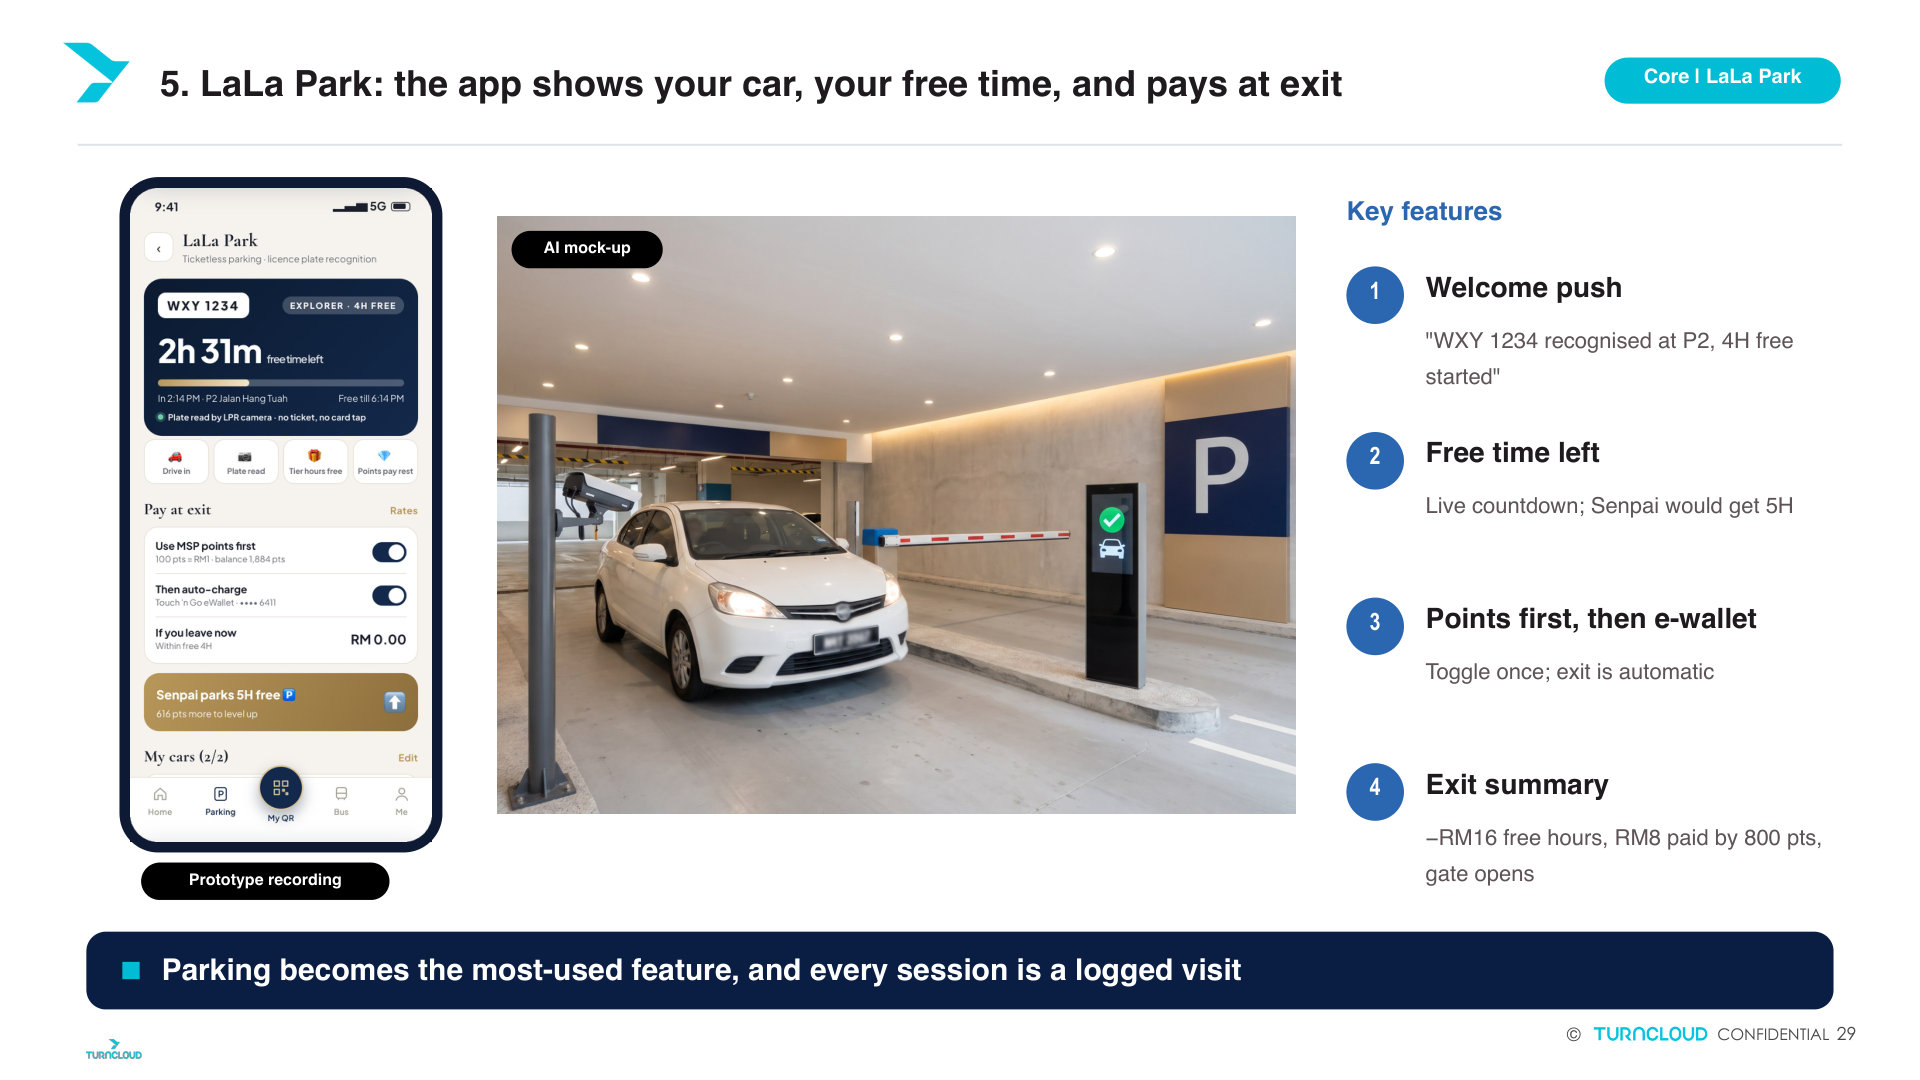 5. LaLa Park: the app shows your car, your free time, and pays at exit
Core | LaLa Park
9:41
5G
LaLa Park
Ticketless parking · licence plate recognition
WXY 1234
EXPLORER · 4H FREE
2h 31m free time left
In 2:14 PM · P2 Jalan Hang Tuah
Free till 6:14 PM
Plate read by LPR camera · no ticket, no card tap
Drive in
Plate read
Tier hours free
Points pay rest
Pay at exit
Rates
Use MSP points first
100 pts = RM1 · balance 1,884 pts
Then auto-charge
Touch 'n Go eWallet · •••• 6411
If you leave now
Within free 4H
RM 0.00
Senpai parks 5H free P
616 pts more to level up
My cars (2/2)
Edit
Home
Parking
My QR
Bus
Me
Prototype recording
AI mock-up
P
Key features
1
Welcome push
"WXY 1234 recognised at P2, 4H free
started"
2
Free time left
Live countdown; Senpai would get 5H
3
Points first, then e-wallet
Toggle once; exit is automatic
4
Exit summary
–RM16 free hours, RM8 paid by 800 pts,
gate opens
Parking becomes the most-used feature, and every session is a logged visit
TURNCLOUD
© TURNCLOUD CONFIDENTIAL 29